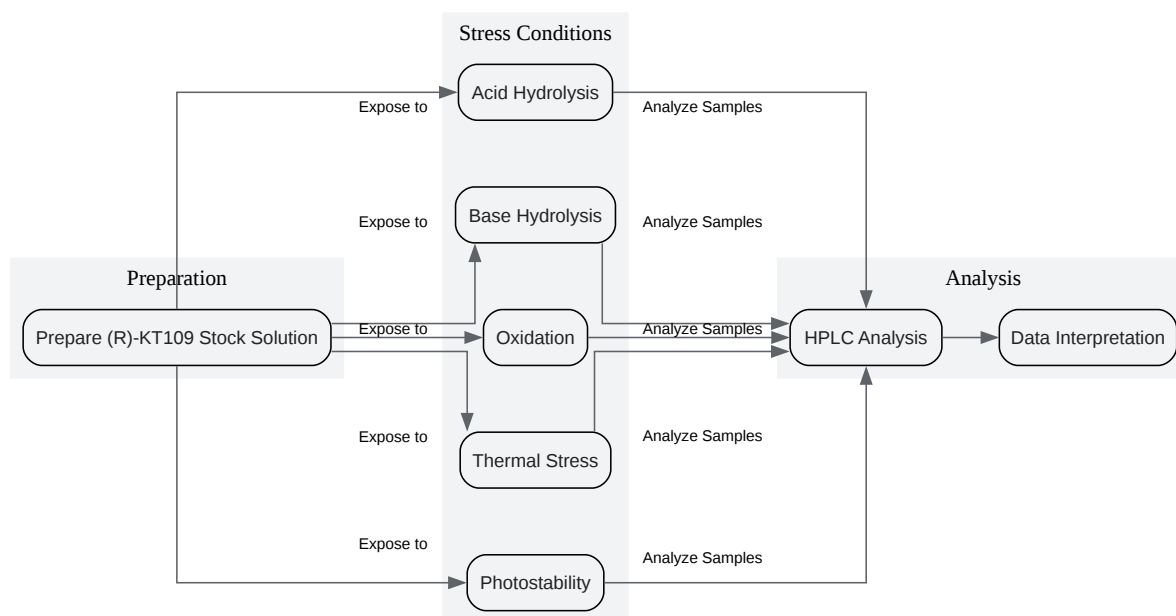 Stress Conditions
Acid Hydrolysis
Expose to
Analyze Samples
Base Hydrolysis
Expose to
Analyze Samples
Preparation
Analysis
Prepare (R)-KT109 Stock Solution
Expose to
Oxidation
Analyze Samples
HPLC Analysis
Data Interpretation
Expose to
Analyze Samples
Thermal Stress
Expose to
Analyze Samples
Photostability